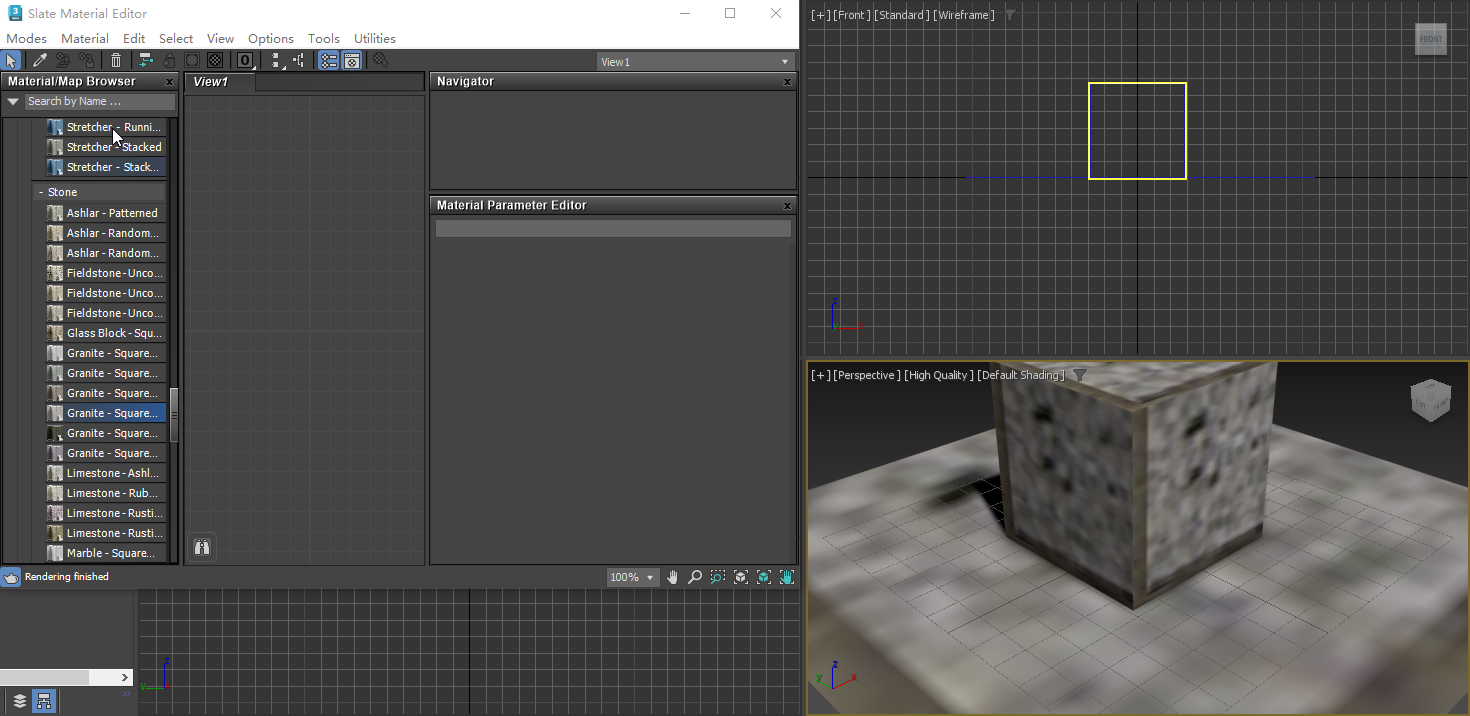 Slate Material Editor
Modes Material Edit Select View Options Tools Utilities
0
View1
Material/Map Browser x
Search by Name ...
Stretcher - Runni...
Stretcher - Stacked
Stretcher - Stack...
- Stone
Ashlar - Patterned
Ashlar - Random...
Ashlar - Random...
Fieldstone - Unco...
Fieldstone - Unco...
Fieldstone - Unco...
Glass Block - Squ...
Granite - Square...
Granite - Square...
Granite - Square...
Granite - Square...
Granite - Square...
Granite - Square...
Limestone - Ashl...
Limestone - Rub...
Limestone - Rusti...
Limestone - Rusti...
Marble - Square...
View1
Navigator x
Material Parameter Editor x
Rendering finished
100%
z
y
[+] [Front] [Standard] [Wireframe]
FRONT
z
[+] [Perspective] [High Quality] [Default Shading]
LEFT FRONT
z
y x